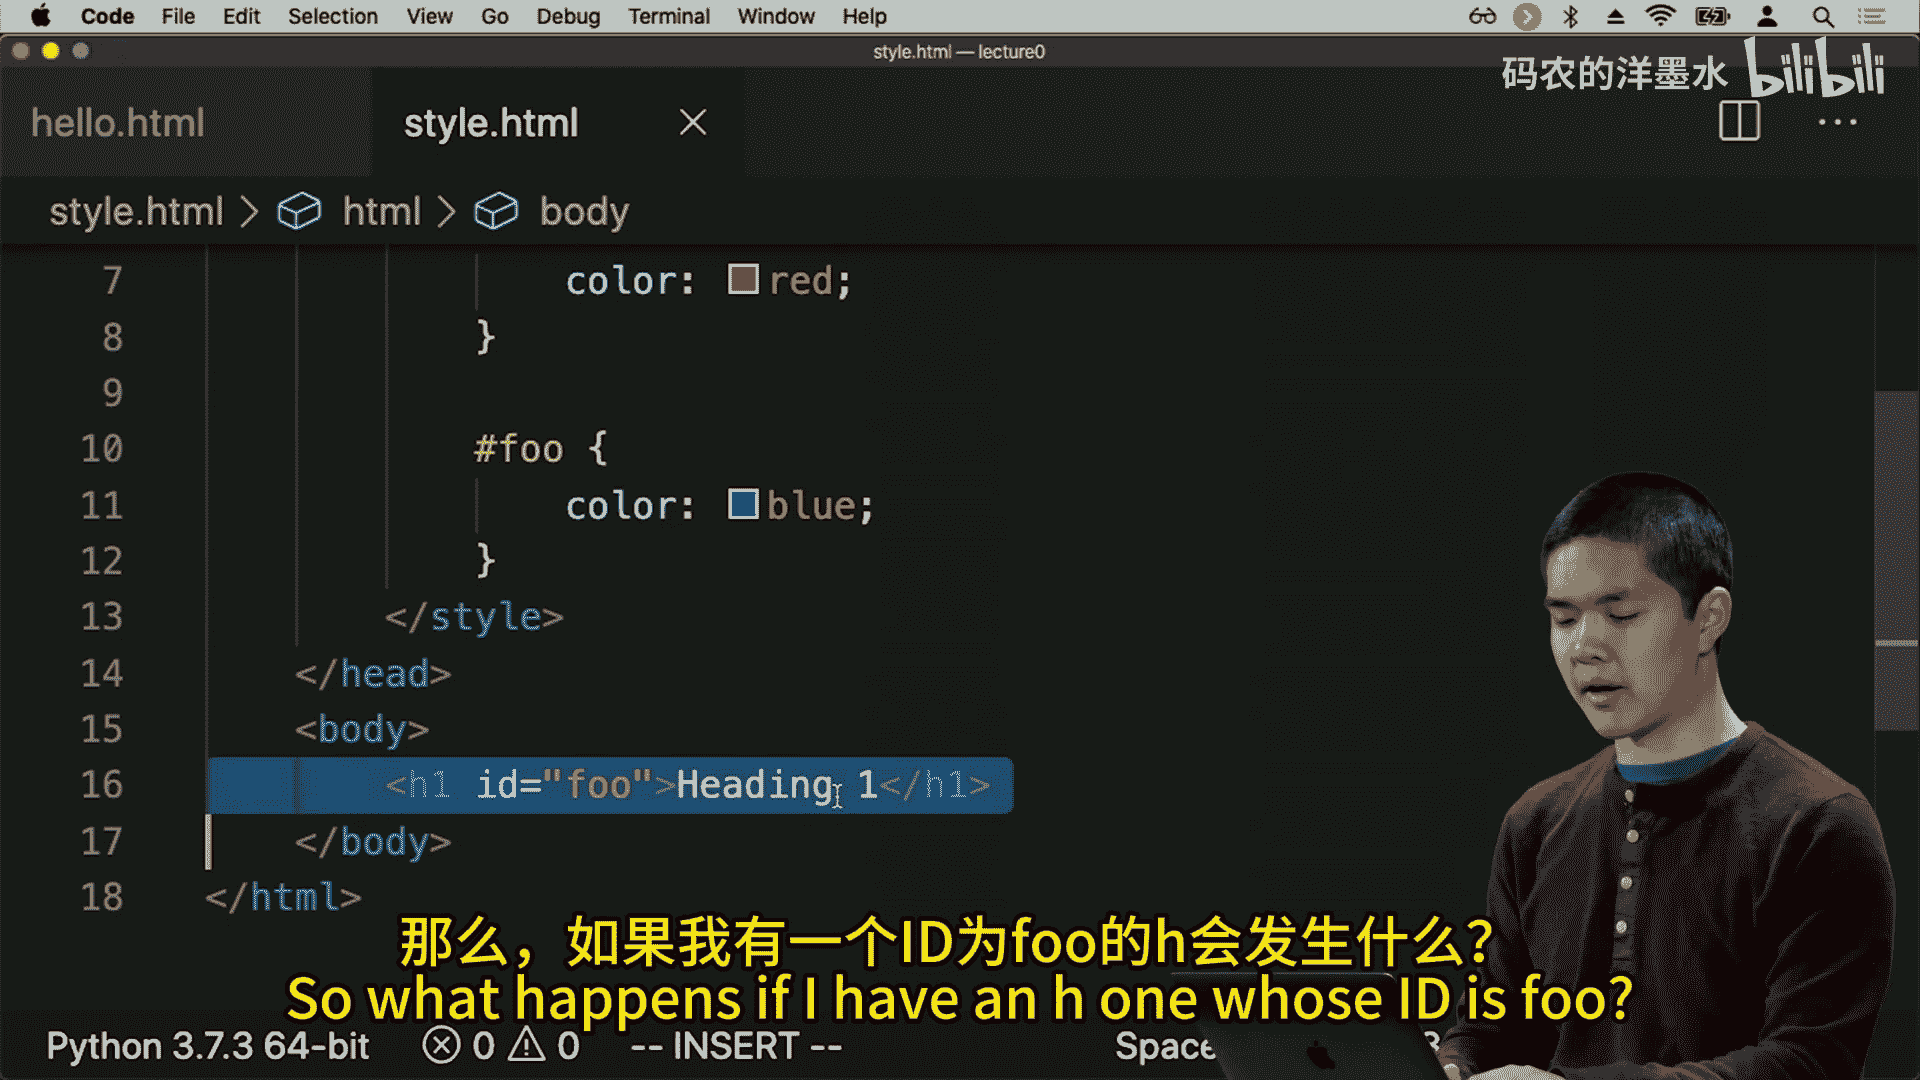 Code File Edit Selection View Go Debug Terminal Window Help
style.html — lecture0
码农的洋墨水 bilibili
hello.html style.html
style.html > html > body
7 color: red;
8 }
9
10 #foo {
11 color: blue;
12 }
13 </style>
14 </head>
15 <body>
16 <h1 id="foo">Heading 1</h1>
17 </body>
18 </html>
那么，如果我有一个ID为foo的h会发生什么？
So what happens if I have an h one whose ID is foo?
Python 3.7.3 64-bit 0 0 -- INSERT --